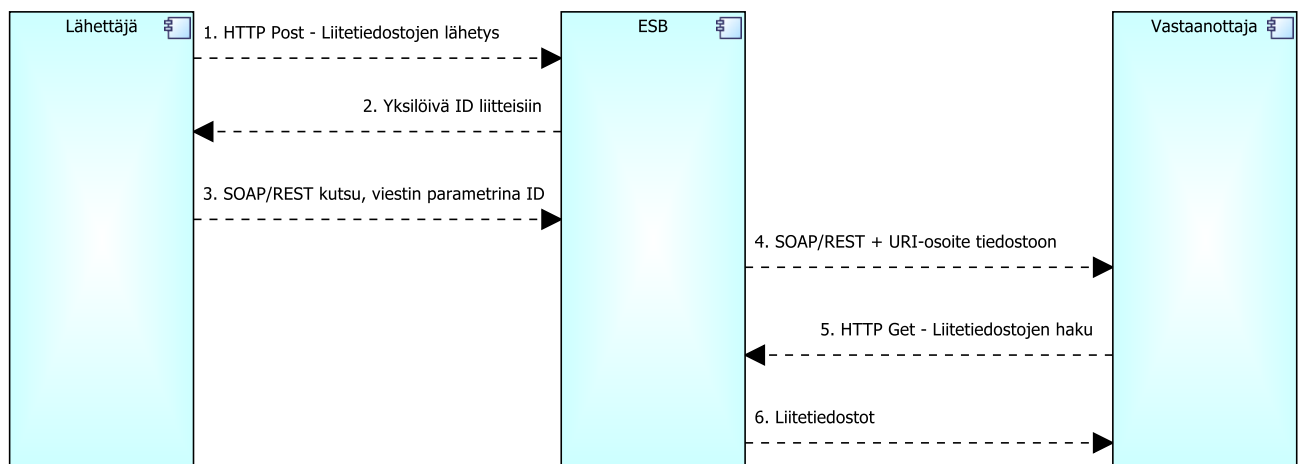 Lähettäjä
ESB
Vastaanottaja
1. HTTP Post - Liitetiedostojen lähetys
2. Yksilöivä ID liitteisiin
3. SOAP/REST kutsu, viestin parametrina ID
4. SOAP/REST + URI-osoite tiedostoon
5. HTTP Get - Liitetiedostojen haku
6. Liitetiedostot